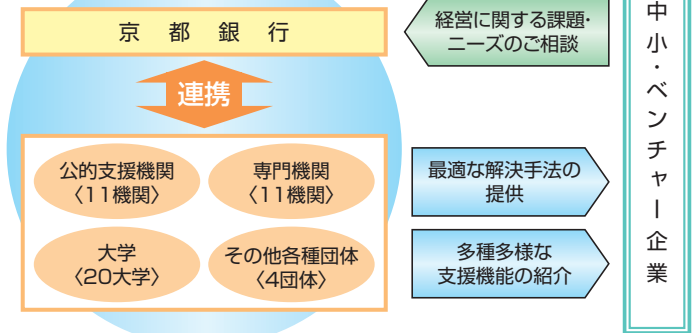 京都銀行
経営に関する課題・
ニーズのご相談
連携
公的支援機関
〈11機関〉
専門機関
〈11機関〉
最適な解決手法の
提供
大学
〈20大学〉
その他各種団体
〈4団体〉
多種多様な
支援機能の紹介
中小・ベンチャー企業